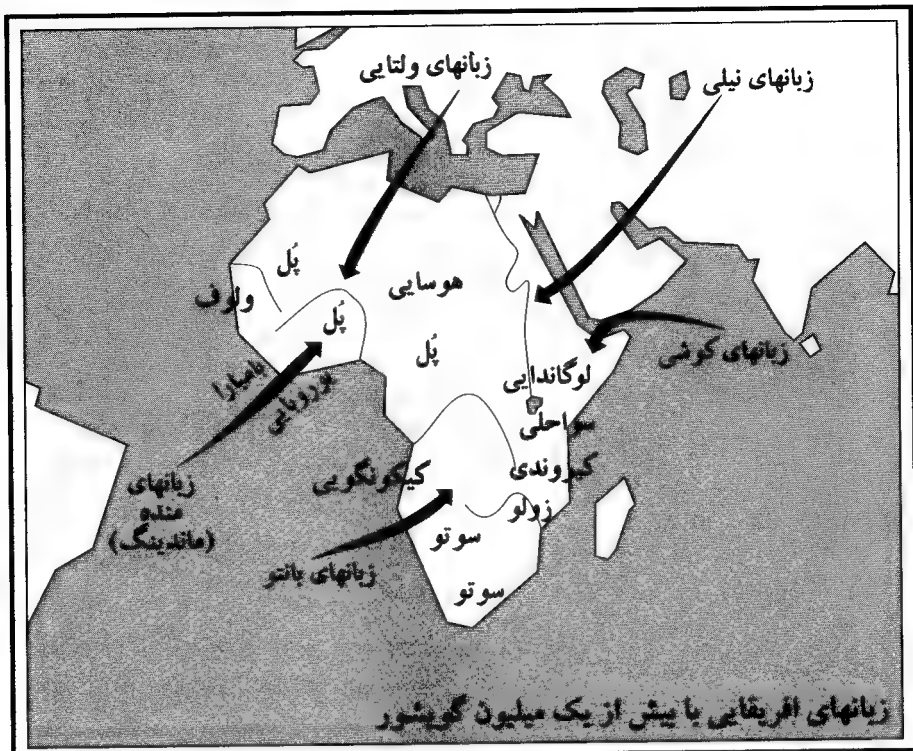 زبانهای ولتایی
زبانهای نیلی
پُل
هوسایی
ولوف
پُل
پُل
زبانهای کوشی
لوگاندایی
بامبارا
یوروبایی
سواحلی
کیروندی
کیکونگویی
زبانهای
منده
(ماندینگ)
زولو
سوتو
زبانهای بانتو
سوتو
زبانهای افریقایی با بیش از یک میلیون گویشور